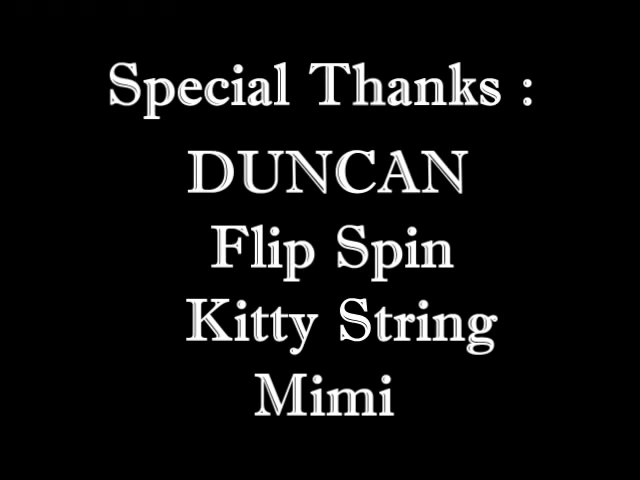 Special Thanks :
DUNCAN
Flip Spin
Kitty String
Mimi